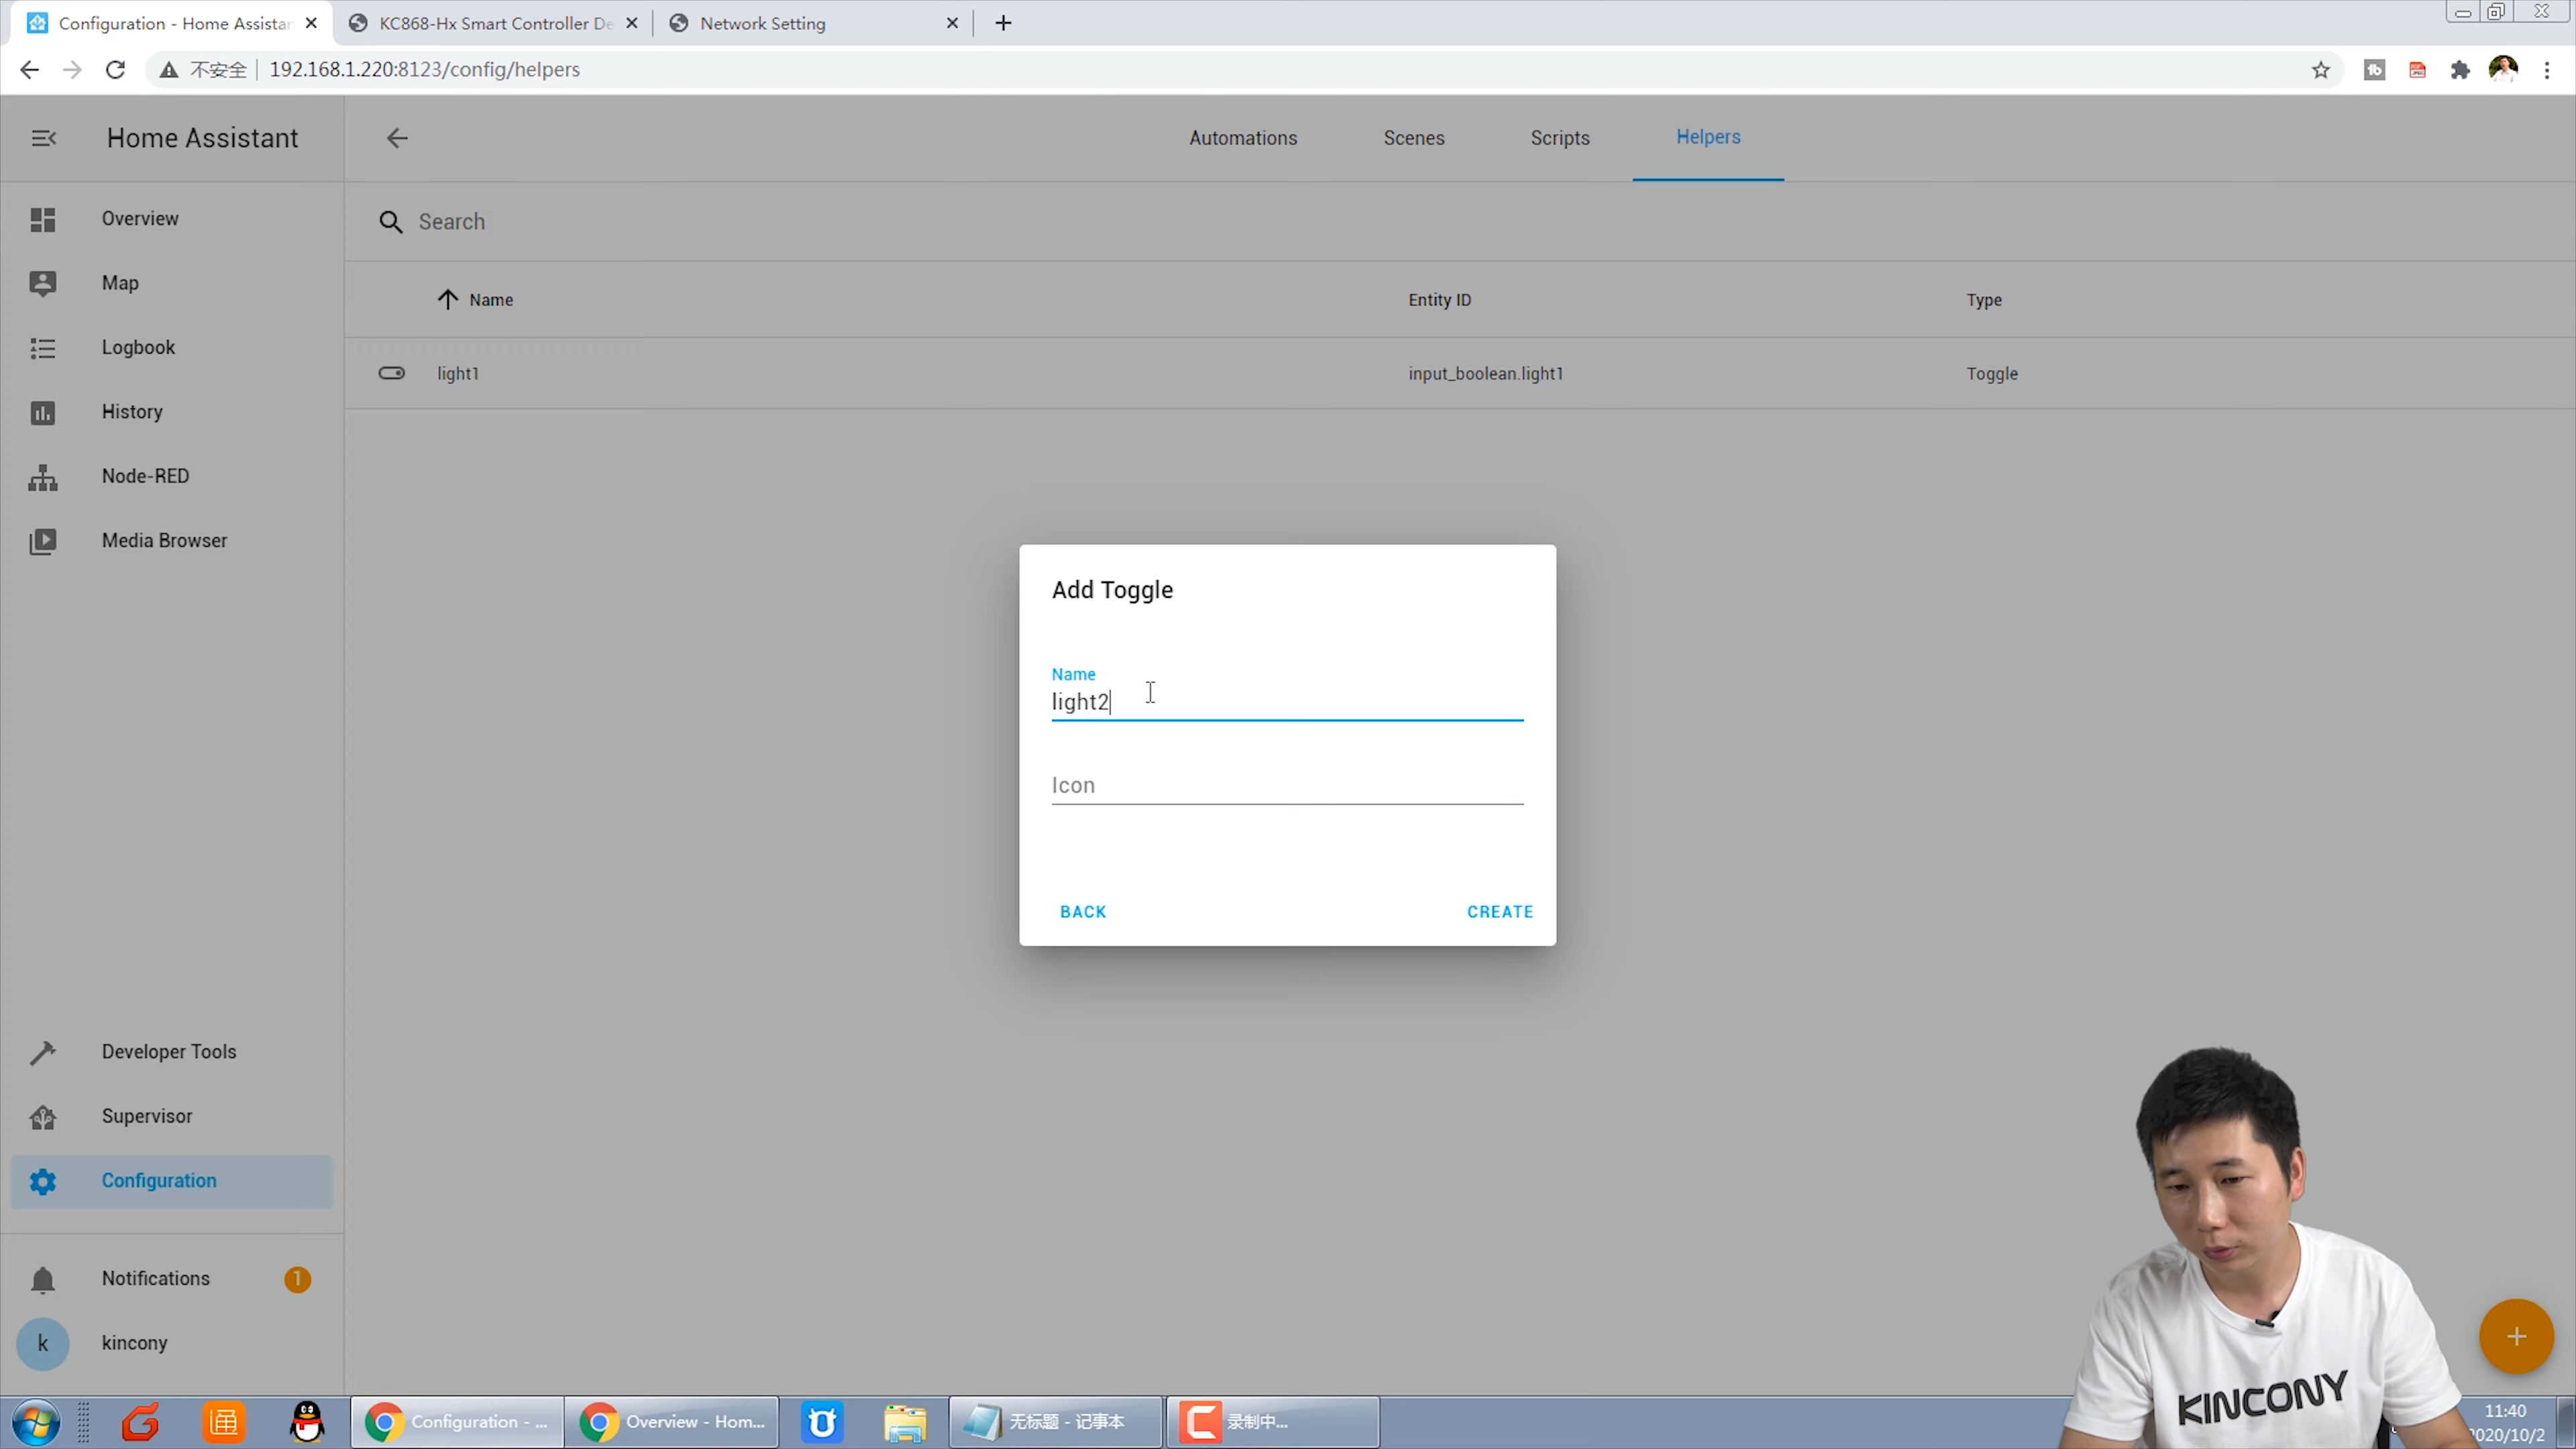 Configuration - Home Assistan
KC868-Hx Smart Controller De
Network Setting
不安全
192.168.1.220:8123/config/helpers
Home Assistant
Automations
Scenes
Scripts
Helpers
Overview
Search
Map
Name
Entity ID
Type
Logbook
light1
input_boolean.light1
Toggle
History
Node-RED
Media Browser
Add Toggle
Name
light2
Icon
BACK
CREATE
Developer Tools
Supervisor
Configuration
Notifications
1
k
kincony
KINCONY
通
Configuration - ...
Overview - Hom...
无标题 - 记事本
录制中...
11:40
2020/10/2